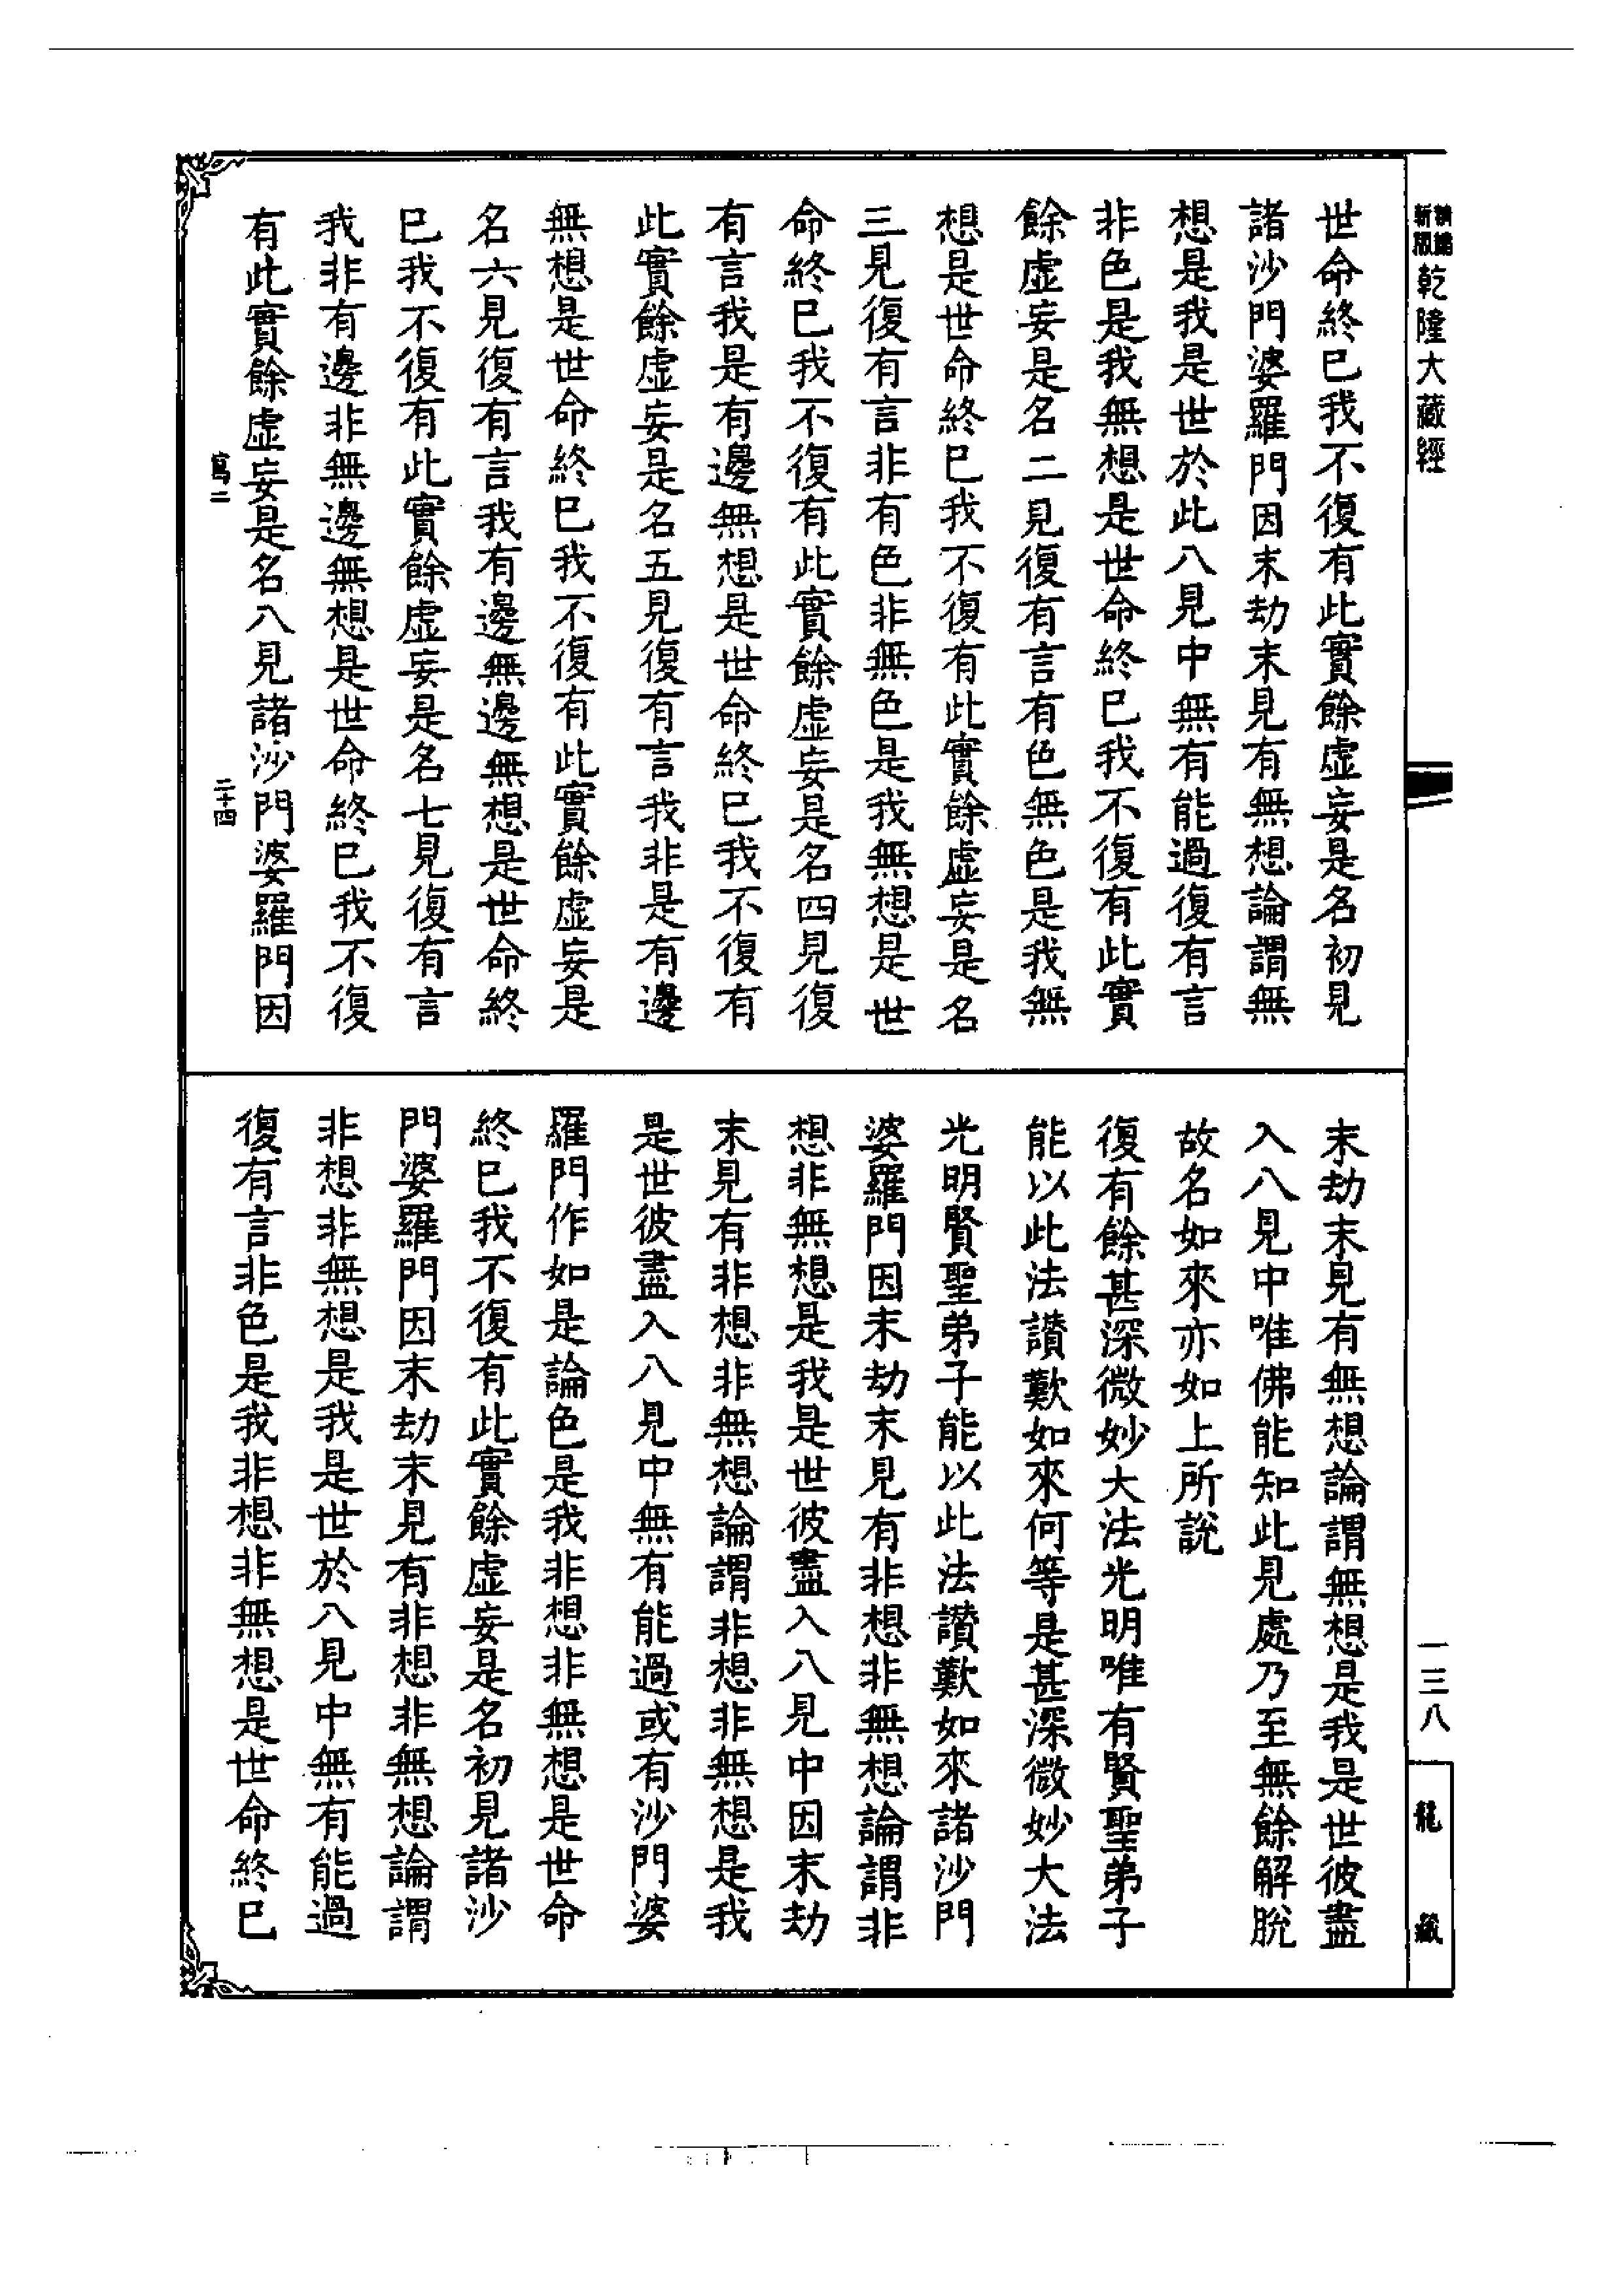 乾隆大藏經
一三八
龍藏
世命終已我不復有此實餘虛妄是名初見
諸沙門婆羅門因末劫末見有無想論謂無
想是我是世於此八見中無有能過復有言
非色是我無想是世命終已我不復有此實
餘虛妄是名二見復有言有色無色是我無
想是世命終已我不復有此實餘虛妄是名
三見復有言非有色非無色是我無想是世
命終已我不復有此實餘虛妄是名四見復
有言我是有邊無想是世命終已我不復有
此實餘虛妄是名五見復有言我非是有邊
無想是世命終已我不復有此實餘虛妄是
名六見復有言我有邊無邊無想是世命終
已我不復有此實餘虛妄是名七見復有言
我非有邊非無邊無想是世命終已我不復
有此實餘虛妄是名八見諸沙門婆羅門因
二十四
末劫末見有無想論謂無想是我是世彼盡
入八見中唯佛能知此見處乃至無餘解脫
故名如來亦如上所說
復有餘甚深微妙大法光明唯有賢聖弟子
能以此法讚歎如來何等是甚深微妙大法
光明賢聖弟子能以此法讚歎如來諸沙門
婆羅門因末劫末見有非想非無想論謂非
想非無想是我是世彼盡入八見中因末劫
末見有非想非無想論謂非想非無想是我
是世彼盡入八見中無有能過或有沙門婆
羅門作如是論色是我非想非無想是世命
終已我不復有此實餘虛妄是名初見諸沙
門婆羅門因末劫末見有非想非無想論謂
非想非無想是我是世於八見中無有能過
復有言非色是我非想非無想是世命終已